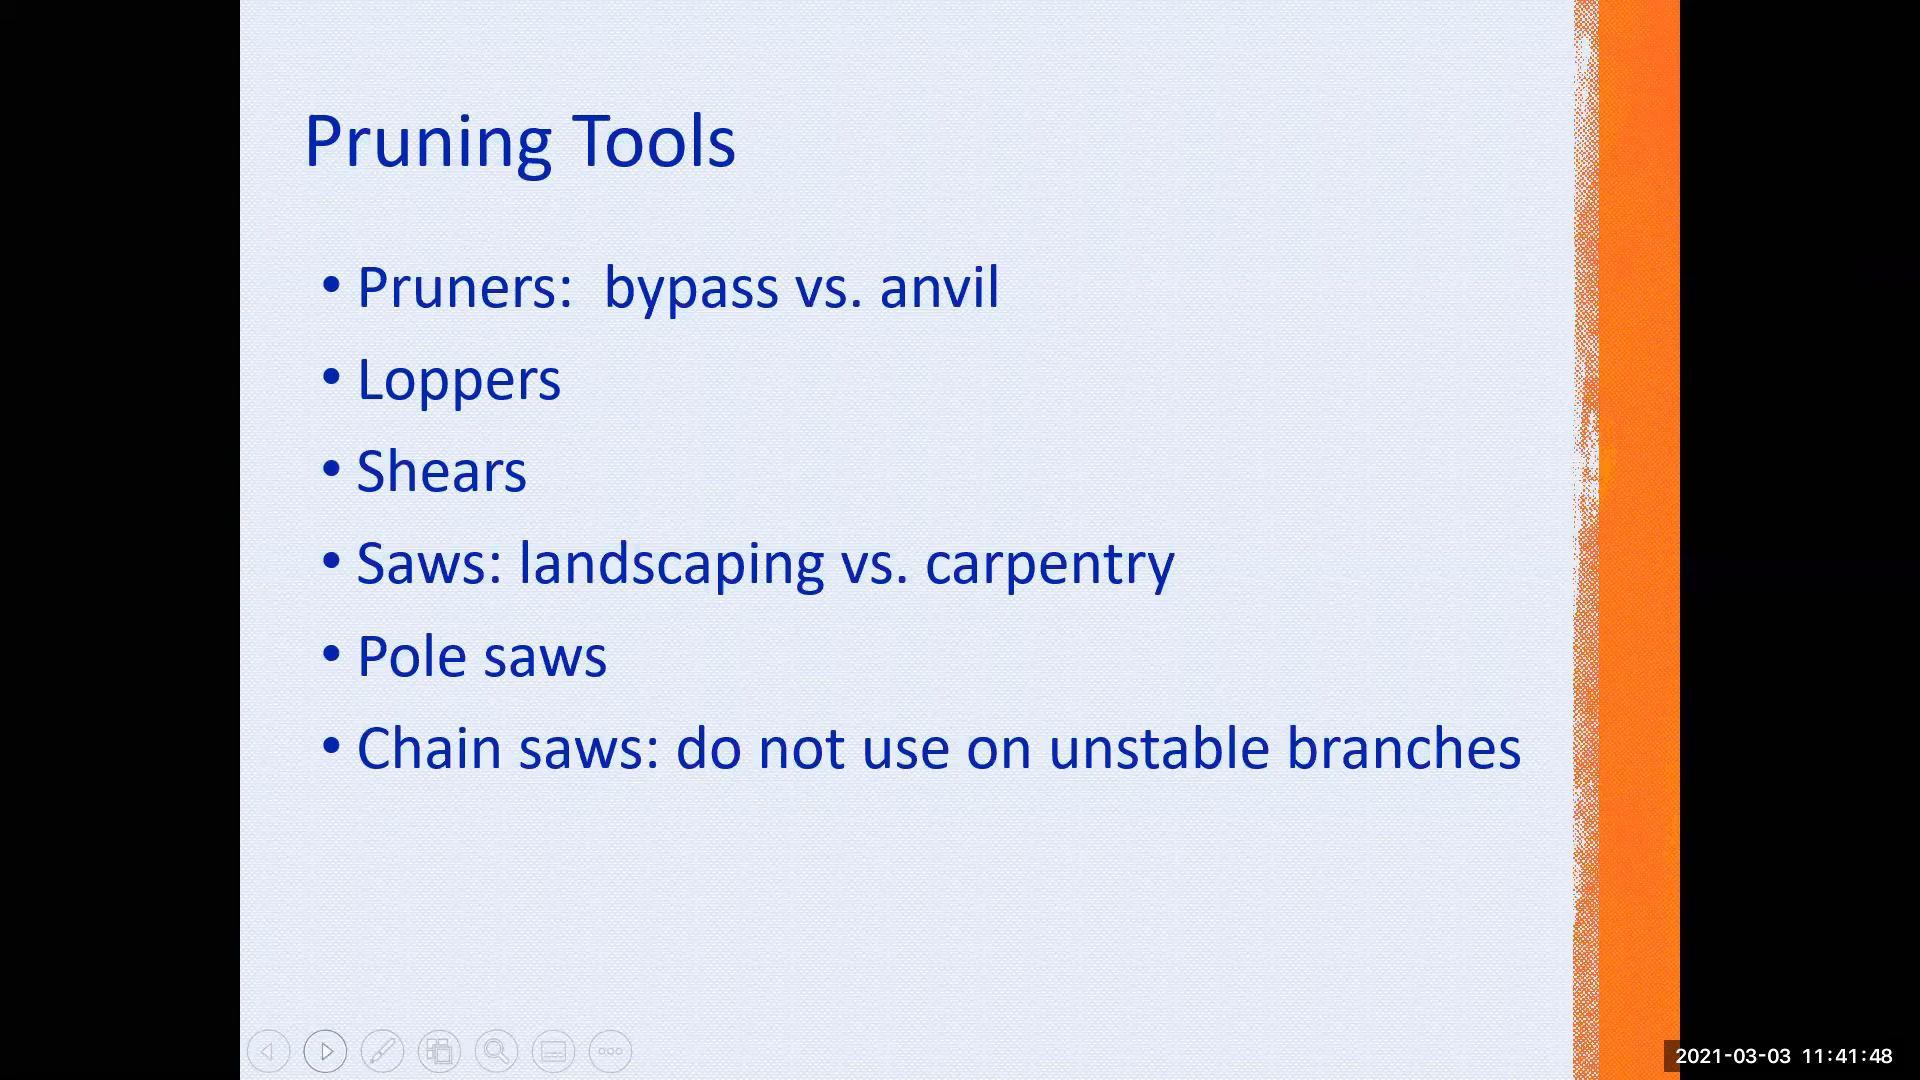 Pruning Tools
• Pruners:  bypass vs. anvil
• Loppers
• Shears
• Saws: landscaping vs. carpentry
• Pole saws
• Chain saws: do not use on unstable branches
2021-03-03 11:41:48